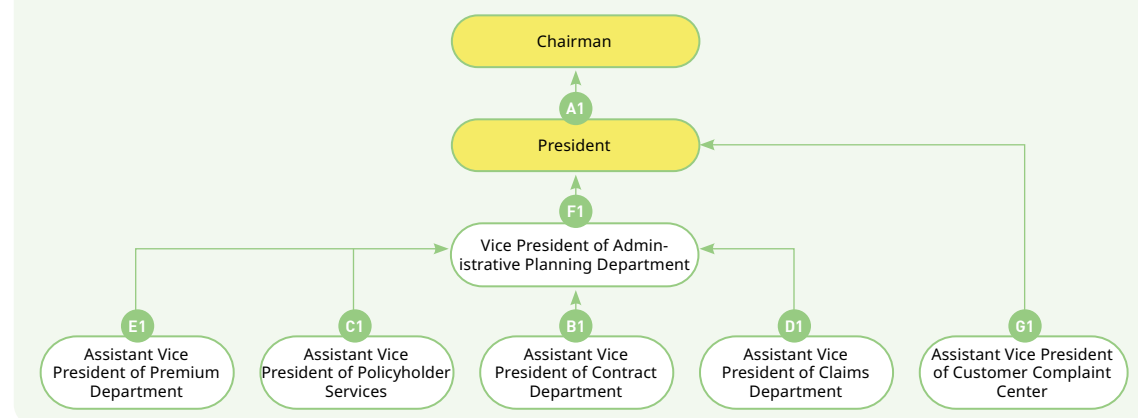 Chairman
A1
President
F1
Vice President of Admin-
istrative Planning Department
E1
C1
B1
D1
G1
Assistant Vice
President of Premium
Department
Assistant Vice
President of Policyholder
Services
Assistant Vice
President of Contract
Department
Assistant Vice
President of Claims
Department
Assistant Vice President
of Customer Complaint
Center